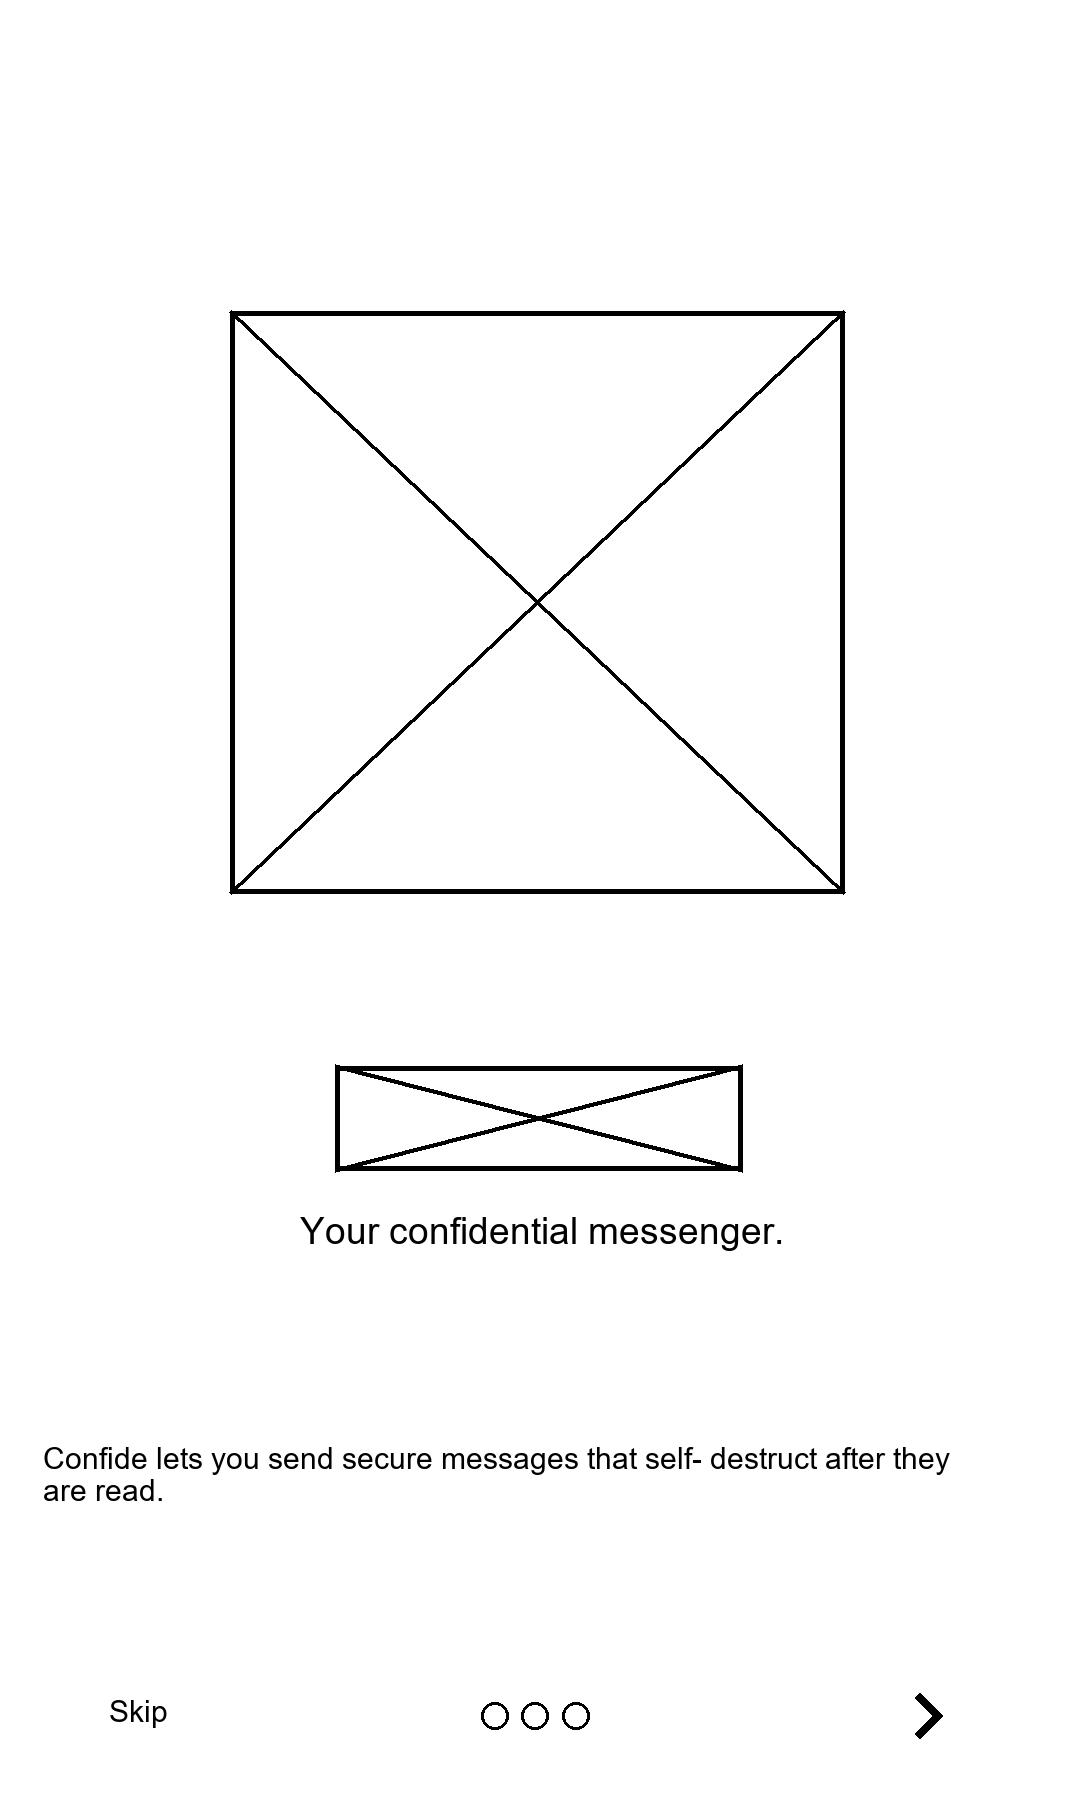 Your confidential messenger.
Confide lets you send secure messages that self- destruct after they
are read.
Skip